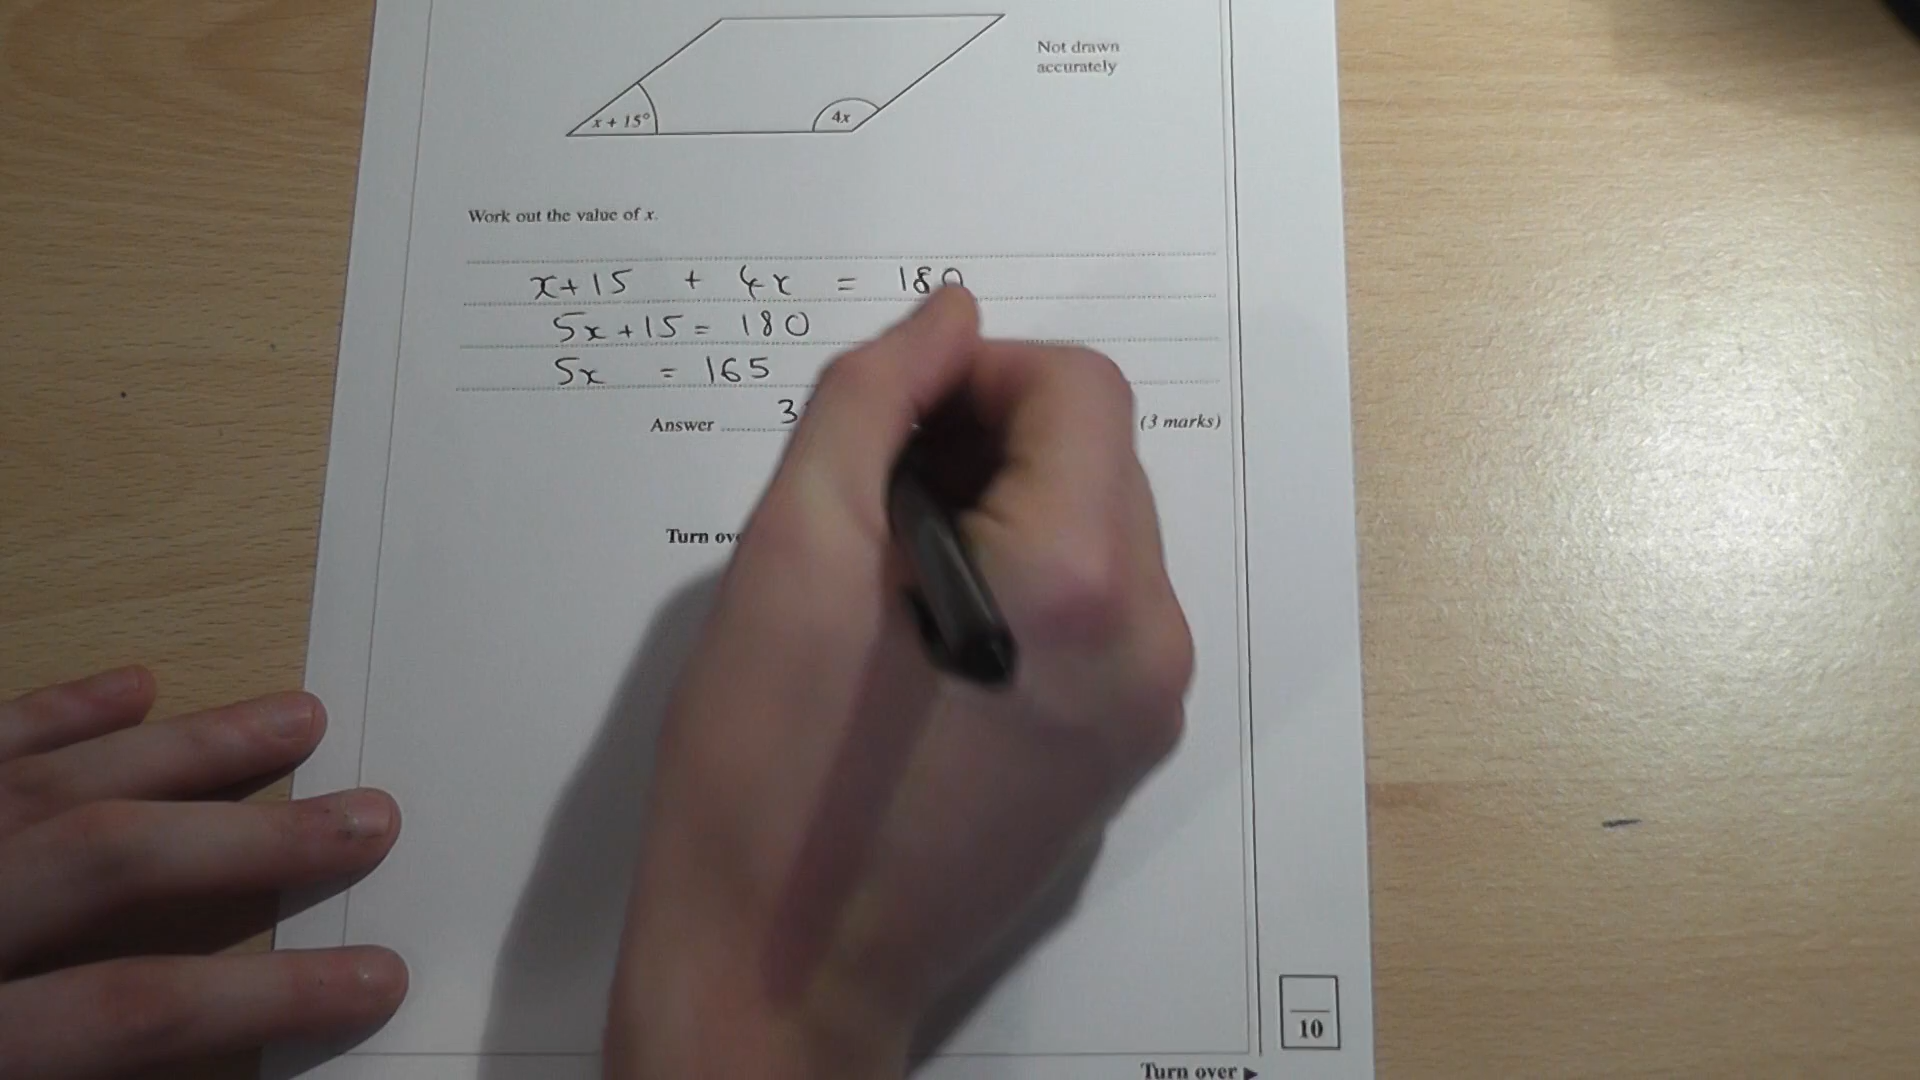 Not drawn
accurately
x + 15°
4x
Work out the value of x.
x+15 + 4x = 180
5x+15 = 180
5x = 165
Answer 3
(3 marks)
Turn
10
Turn over